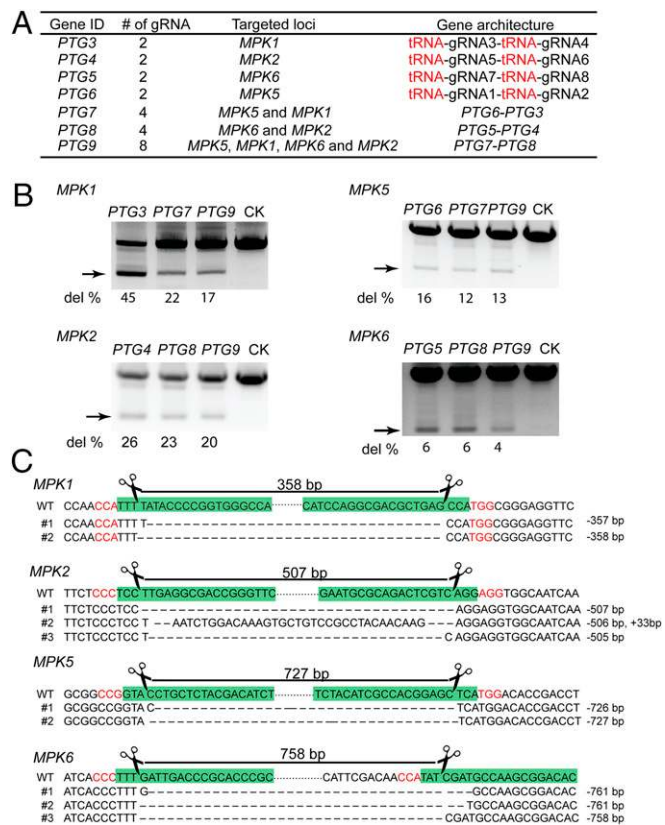 A
Gene ID # of gRNA Targeted loci Gene architecture
PTG3 2 MPK1 tRNA-gRNA3-tRNA-gRNA4
PTG4 2 MPK2 tRNA-gRNA5-tRNA-gRNA6
PTG5 2 MPK6 tRNA-gRNA7-tRNA-gRNA8
PTG6 2 MPK5 tRNA-gRNA1-tRNA-gRNA2
PTG7 4 MPK5 and MPK1 PTG6-PTG3
PTG8 4 MPK6 and MPK2 PTG5-PTG4
PTG9 8 MPK5, MPK1, MPK6 and MPK2 PTG7-PTG8
B
MPK1
PTG3 PTG7 PTG9 CK
del % 45 22 17
MPK5
PTG6 PTG7 PTG9 CK
del % 16 12 13
MPK2
PTG4 PTG8 PTG9 CK
del % 26 23 20
MPK6
PTG5 PTG8 PTG9 CK
del % 6 6 4
C
MPK1
358 bp
WT CCAACCATTTTATACCCCGGTGGGCCA CATCCAGGCGACGCTGAGCCATGGCGGGAGGTTC
#1 CCAACCATTTT CCATGGCGGGAGGTTC -357 bp
#2 CCAACCATTT CCATGGCGGGAGGTTC -358 bp
MPK2
507 bp
WT TTCTCCCTCCTTGAGGCGACCGGGTTC GAATGCGCAGACTCGTCAGGAGGTGGCAATCAA
#1 TTCTCCCTCC AGGAGGTGGCAATCAA -507 bp
#2 TTCTCCCTCCT AATCTGGACAAAGTGCTGTCCGCCTACAACAAG AGGAGGTGGCAATCAA -506 bp, +33bp
#3 TTCTCCCTCCT CAGGAGGTGGCAATCAA -505 bp
MPK5
727 bp
WT GCGGCCGGTACCTGCTCTACGACATCT TCTACATCGCCACGGAGCTCATGGACACCGACCT
#1 GCGGCCGGTAC TCATGGACACCGACCT -726 bp
#2 GCGGCCGGTA TCATGGACACCGACCT -727 bp
MPK6
758 bp
WT ATCACCCTTTGATTGACCCGCACCCGC CATTCGACAACCATATCGATGCCAAGCGGACAC
#1 ATCACCCTTTG GCCAAGCGGACAC -761 bp
#2 ATCACCCTTT TGCCAAGCGGACAC -761 bp
#3 ATCACCCTTT CGATGCCAAGCGGACAC -758 bp